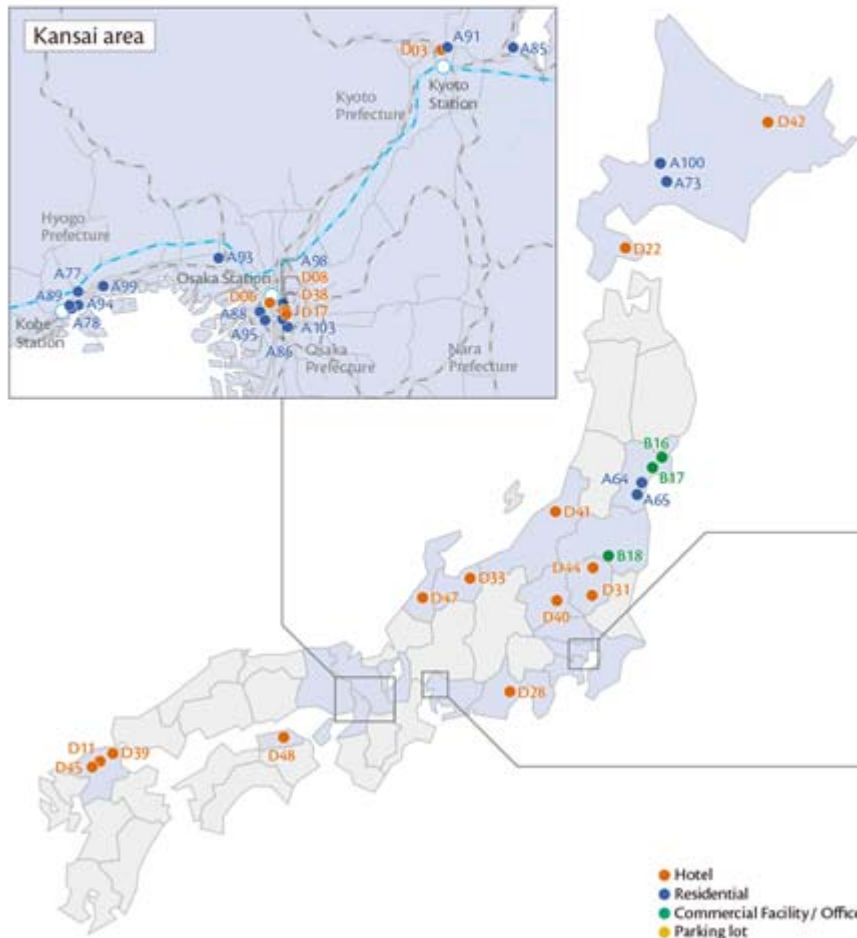 Kansai area
D03
A91
A85
Kyoto
Station
Kyoto
Prefecture
Hyogo
Prefecture
A93
A98
A77
A99
Osaka Station
D08
D06
D38
A89
A94
A88
D17
Kobe
Station
A78
A95
A103
A86
Osaka
Prefecture
Nara
Prefecture
D42
A100
A73
D22
B16
B17
A64
A65
D41
B18
D44
D33
D31
D47
D40
D28
D11
D39
D45
D48
Hotel
Residential
Commercial Facility / Office
Parking lot